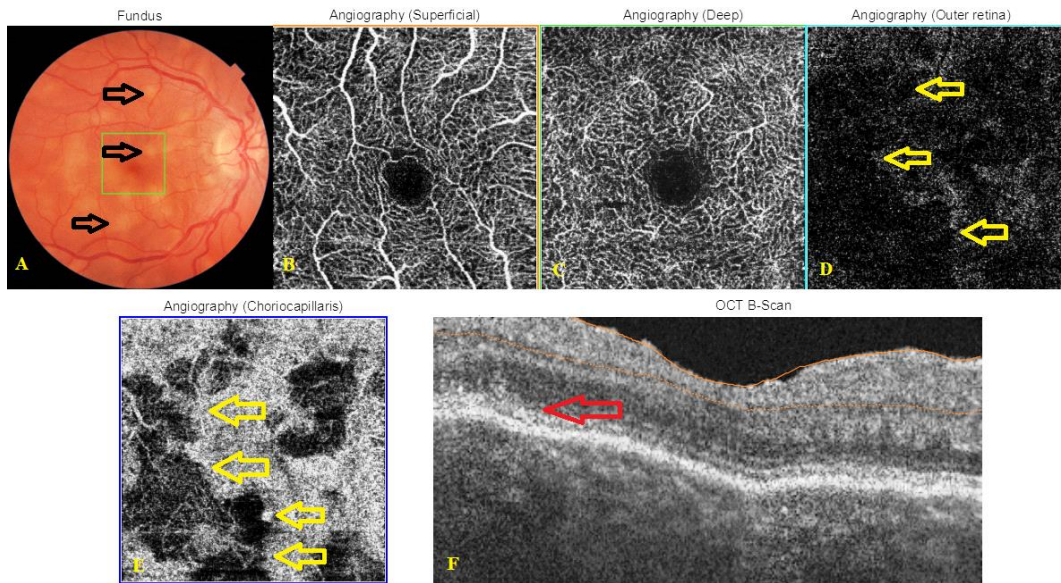 Fundus
Angiography (Superficial)
Angiography (Deep)
Angiography (Outer retina)
A
B
C
D
Angiography (Choriocapillaris)
OCT B-Scan
E
F